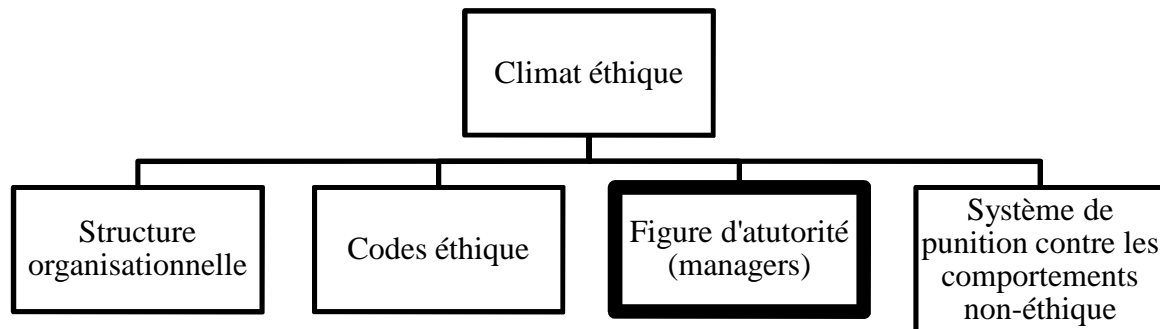 Climat éthique
Structure
organisationnelle
Codes éthique
Figure d'atutorité
(managers)
Système de
punition contre les
comportements
non-éthique